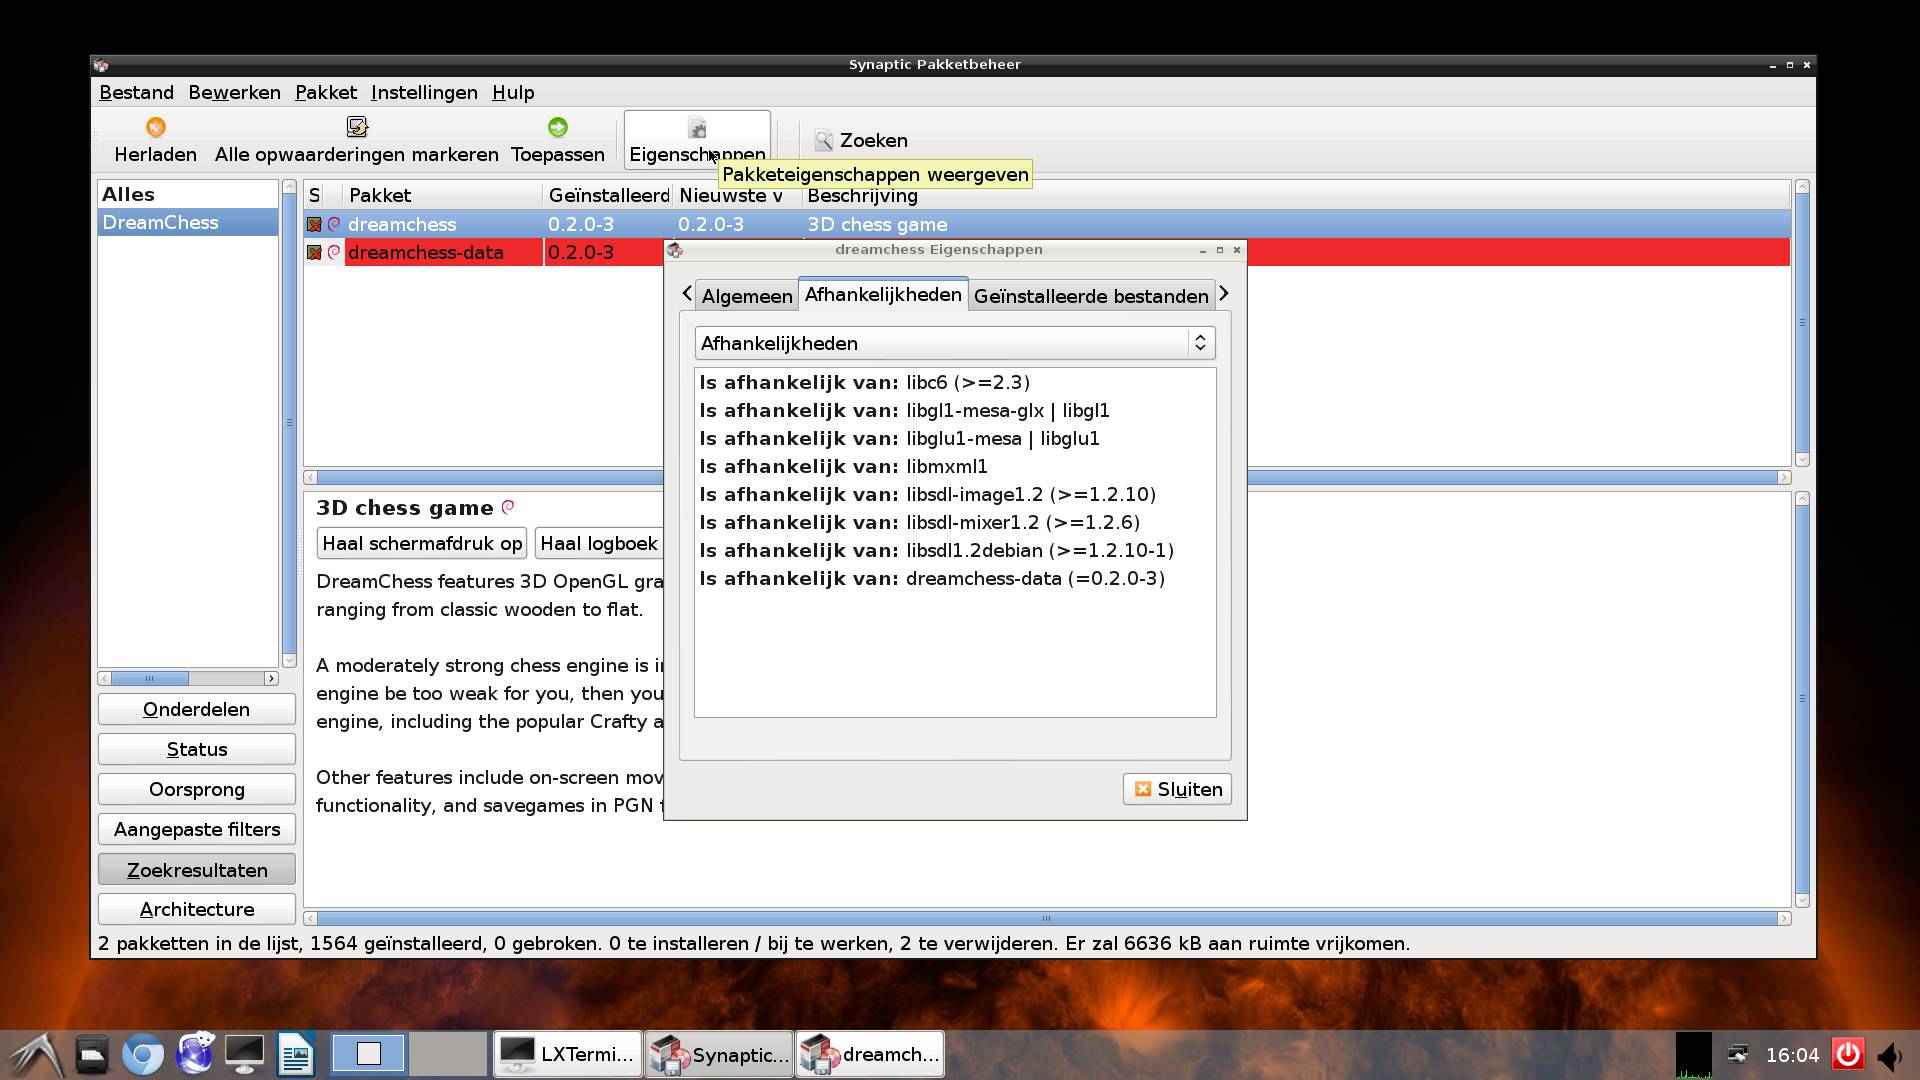 Synaptic Pakketbeheer
Bestand Bewerken Pakket Instellingen Hulp
Herladen Alle opwaarderingen markeren Toepassen Eigenschappen Zoeken
Pakketeigenschappen weergeven
Alles
DreamChess
S Pakket Geïnstalleerd Nieuwste v Beschrijving
dreamchess 0.2.0-3 0.2.0-3 3D chess game
dreamchess-data 0.2.0-3
dreamchess Eigenschappen
Algemeen Afhankelijkheden Geïnstalleerde bestanden
Afhankelijkheden
Is afhankelijk van: libc6 (>=2.3)
Is afhankelijk van: libgl1-mesa-glx | libgl1
Is afhankelijk van: libglu1-mesa | libglu1
Is afhankelijk van: libmxml1
Is afhankelijk van: libsdl-image1.2 (>=1.2.10)
Is afhankelijk van: libsdl-mixer1.2 (>=1.2.6)
Is afhankelijk van: libsdl1.2debian (>=1.2.10-1)
Is afhankelijk van: dreamchess-data (=0.2.0-3)
Sluiten
3D chess game
Haal schermafdruk op Haal logboek
DreamChess features 3D OpenGL gra
ranging from classic wooden to flat.
A moderately strong chess engine is
engine be too weak for you, then you
engine, including the popular Crafty a
Other features include on-screen mov
functionality, and savegames in PGN
Onderdelen
Status
Oorsprong
Aangepaste filters
Zoekresultaten
Architecture
2 pakketten in de lijst, 1564 geïnstalleerd, 0 gebroken. 0 te installeren / bij te werken, 2 te verwijderen. Er zal 6636 kB aan ruimte vrijkomen.
LXTermi... Synaptic... dreamch... 16:04